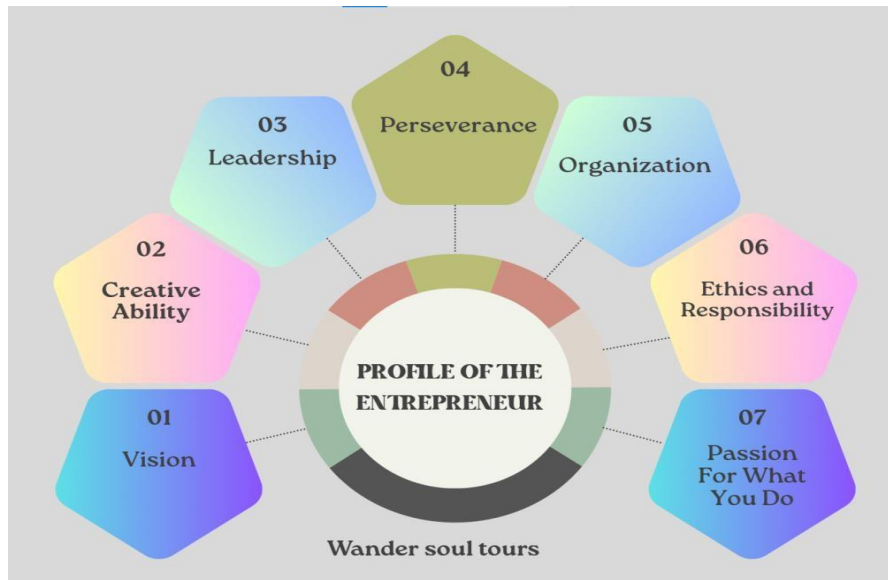 01
Vision
02
Creative
Ability
03
Leadership
04
Perseverance
05
Organization
06
Ethics and
Responsibility
07
Passion
For What
You Do
PROFILE OF THE
ENTREPRENEUR
Wander soul tours